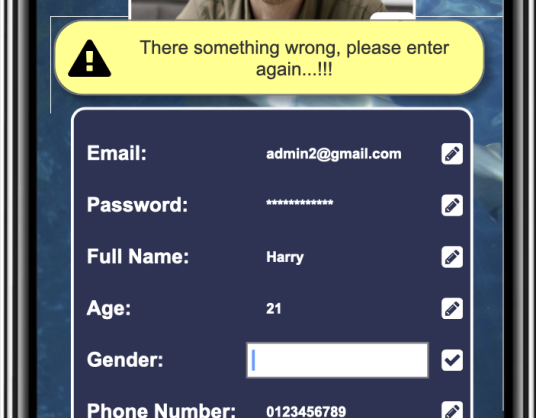 There something wrong, please enter
again...!!!
Email: admin2@gmail.com
Password: ************
Full Name: Harry
Age: 21
Gender:
Phone Number: 0123456789